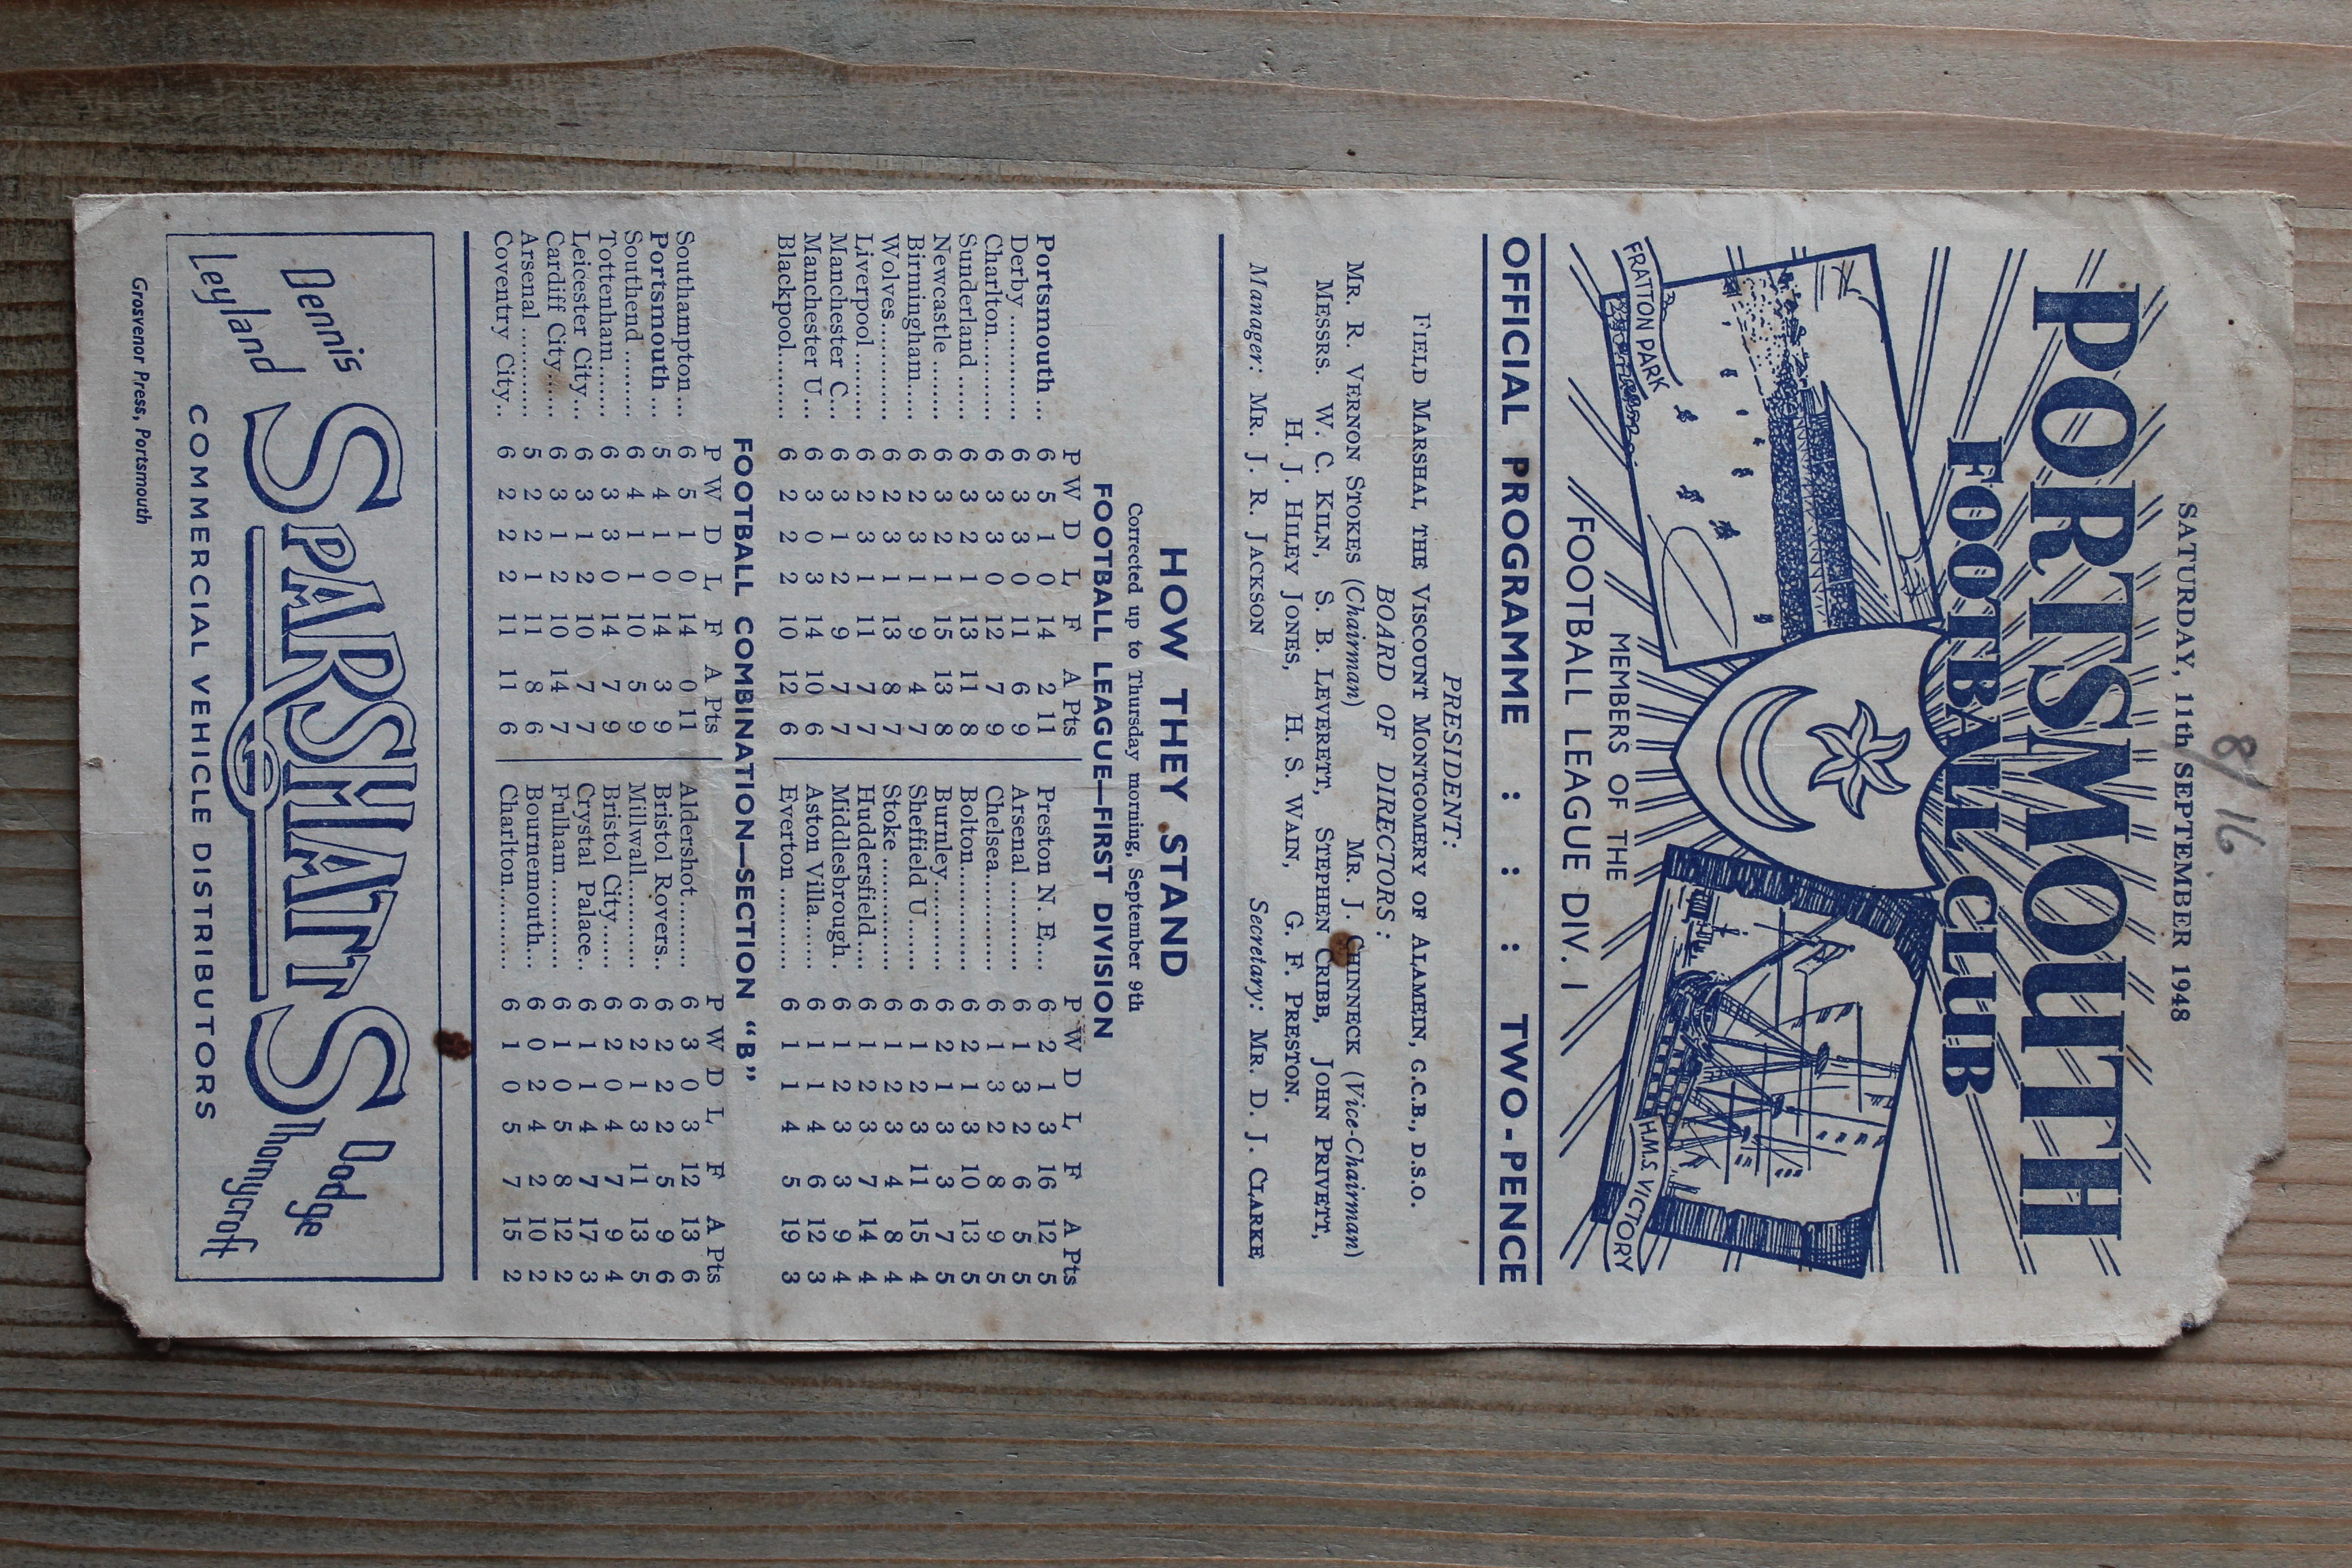 8/16
SATURDAY, 11th SEPTEMBER 1948
PORTSMOUTH
FOOTBALL CLUB
FRATTON PARK
H.M.S. VICTORY
MEMBERS OF THE
FOOTBALL LEAGUE DIV. I
OFFICIAL PROGRAMME : : : TWO-PENCE
PRESIDENT:
FIELD MARSHAL THE VISCOUNT MONTGOMERY OF ALAMEIN, G.C.B., D.S.O.
BOARD OF DIRECTORS:
MR. R. VERNON STOKES (Chairman) MR. J. CHINNECK (Vice-Chairman)
MESSRS. W. C. KILN, S. B. LEVERETT, STEPHEN CRIBB, JOHN PRIVETT,
H. J. HILEY JONES, H. S. WAIN, G. F. PRESTON.
Manager: MR. J. R. JACKSON Secretary: MR. D. J. CLARKE
HOW THEY STAND
Corrected up to Thursday morning, September 9th
FOOTBALL LEAGUE—FIRST DIVISION
P W D L F A Pts P W D L F A Pts
Portsmouth ... 6 5 1 0 14 2 11 Preston N. E... 6 2 1 3 16 12 5
Derby ............ 6 3 3 0 11 6 9 Arsenal ........... 6 1 3 2 6 5 5
Charlton......... 6 3 3 0 12 7 9 Chelsea............ 6 1 3 2 8 9 5
Sunderland ...... 6 3 2 1 13 11 8 Bolton............. 6 2 1 3 10 13 5
Newcastle ....... 6 3 2 1 15 13 8 Burnley........... 6 2 1 3 3 7 5
Birmingham.... 6 2 3 1 9 4 7 Sheffield U....... 6 1 2 3 11 15 4
Wolves............ 6 2 3 1 13 8 7 Stoke .............. 6 1 2 3 4 8 4
Liverpool ........ 6 2 3 1 11 7 7 Huddersfield.... 6 1 2 3 7 14 4
Manchester C... 6 3 1 2 9 7 7 Middlesbrough. 6 1 2 3 3 9 4
Manchester U... 6 3 0 3 14 10 6 Aston Villa...... 6 1 1 4 6 12 3
Blackpool........ 6 2 2 2 10 12 6 Everton ........... 6 1 1 4 5 19 3
FOOTBALL COMBINATION—SECTION "B"
P W D L F A Pts P W D L F A Pts
Southampton ... 6 5 1 0 14 0 11 Aldershot......... 6 3 0 3 12 13 6
Portsmouth ... 5 4 1 0 14 3 9 Bristol Rovers.. 6 2 2 2 5 9 6
Southend ........ 6 4 1 1 10 5 9 Millwall........... 6 2 1 3 11 13 5
Tottenham....... 6 3 3 0 14 7 9 Bristol City...... 6 2 0 4 7 9 4
Leicester City... 6 3 1 2 10 7 7 Crystal Palace.. 6 1 1 4 7 17 3
Cardiff City...... 6 3 1 2 10 14 7 Fulham ........... 6 1 0 5 8 12 2
Arsenal ........... 5 2 2 1 11 8 6 Bournemouth... 6 0 2 4 2 10 2
Coventry City.. 6 2 2 2 11 11 6 Charlton.......... 6 1 0 5 7 15 2
Dennis Dodge
SPARSHATTS
Leyland Thornycroft
COMMERCIAL VEHICLE DISTRIBUTORS
Grosvenor Press, Portsmouth